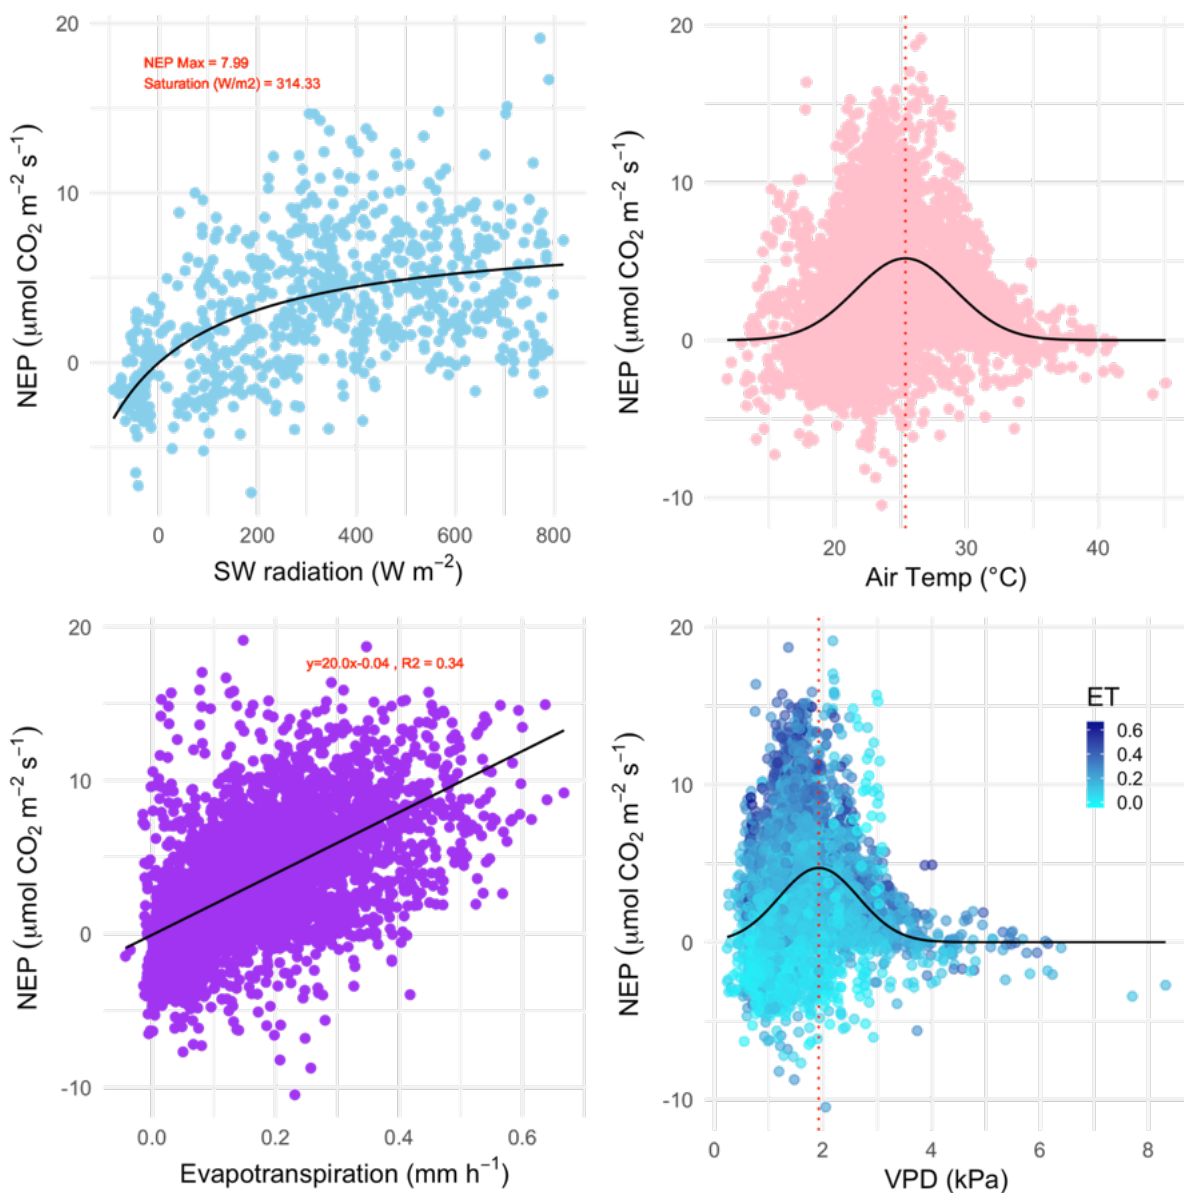 20
10
0
NEP (μmol CO₂ m⁻² s⁻¹)
NEP Max = 7.99
Saturation (W/m2) = 314.33
0 200 400 600 800
SW radiation (W m⁻²)
20
10
0
-10
NEP (μmol CO₂ m⁻² s⁻¹)
20 30 40
Air Temp (°C)
20
10
0
-10
NEP (μmol CO₂ m⁻² s⁻¹)
y=20.0x-0.04 , R2 = 0.34
0.0 0.2 0.4 0.6
Evapotranspiration (mm h⁻¹)
20
10
0
-10
NEP (μmol CO₂ m⁻² s⁻¹)
ET
0.6
0.4
0.2
0.0
0 2 4 6 8
VPD (kPa)